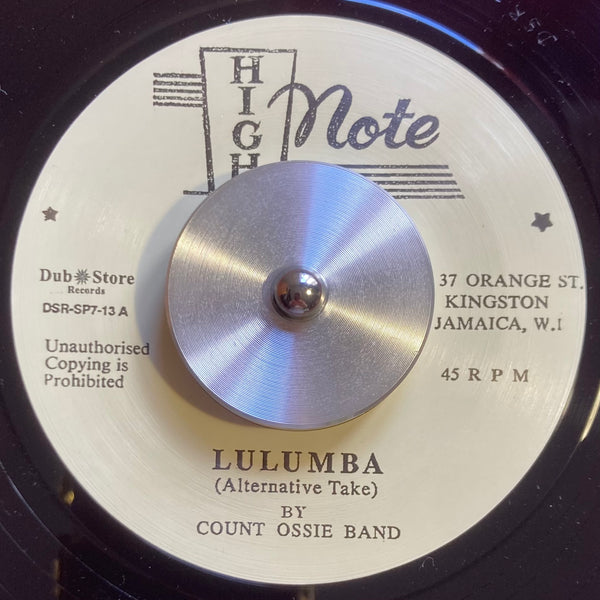 HIGH Note
Dub Store
Records
DSR-SP7-13 A
Unauthorised
Copying is
Prohibited
37 ORANGE ST.
KINGSTON
JAMAICA, W.I
45 R P M
LULUMBA
(Alternative Take)
BY
COUNT OSSIE BAND
DSR